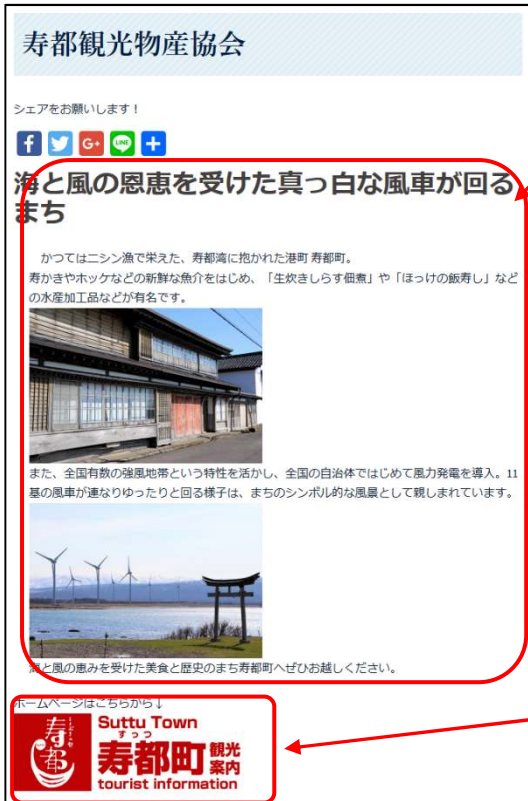 寿都観光物産協会
シェアをお願いします！
G+
LINE
海と風の恩恵を受けた真っ白な風車が回る
まち
かつてはニシン漁で栄えた、寿都湾に抱かれた港町 寿都町。
寿かきやホッケなどの新鮮な魚介をはじめ、「生炊きしらす佃煮」や「ほっけの飯寿し」など
の水産加工品などが有名です。
また、全国有数の強風地帯という特性を活かし、全国の自治体ではじめて風力発電を導入。11
基の風車が連なりゆったりと回る様子は、まちのシンボル的な風景として親しまれています。
海と風の恵みを受けた美食と歴史のまち寿都町へぜひお越しください。
ホームページはこちらから↓
寿都
Suttu Town
すっつ
寿都町 観光案内
tourist information